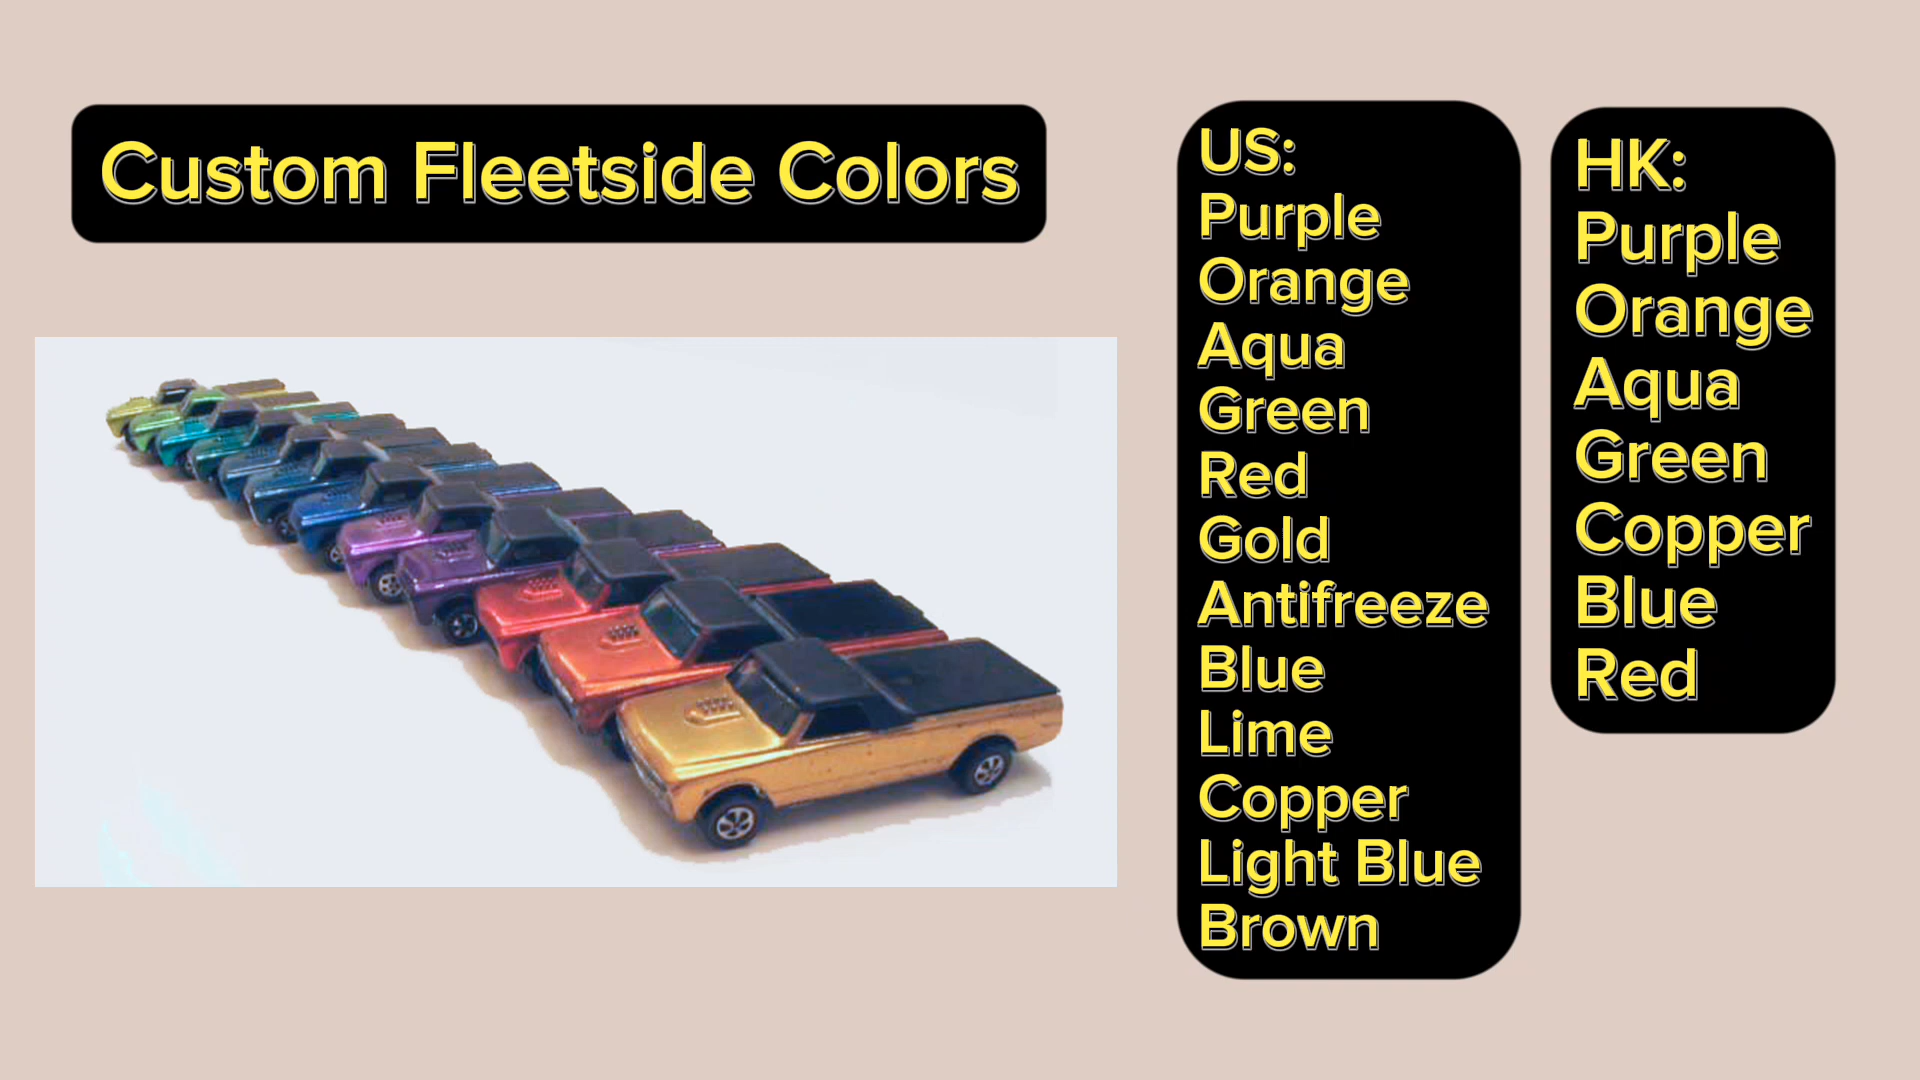 Custom Fleetside Colors
US:
Purple
Orange
Aqua
Green
Red
Gold
Antifreeze
Blue
Lime
Copper
Light Blue
Brown
HK:
Purple
Orange
Aqua
Green
Copper
Blue
Red